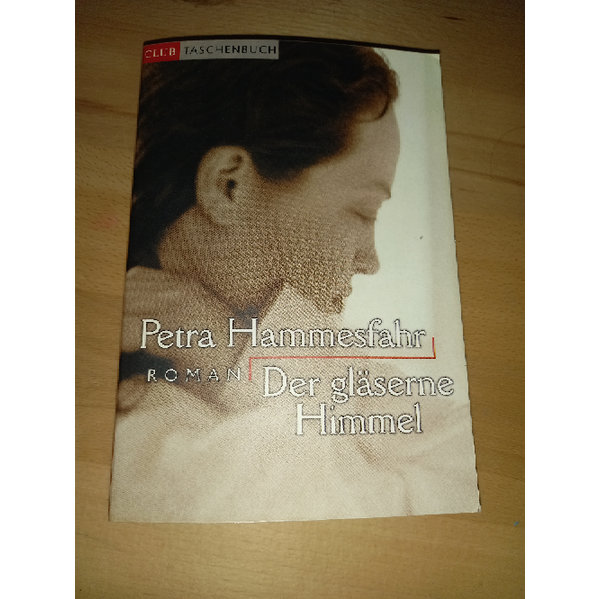 CLUB TASCHENBUCH
Petra Hammesfahr
ROMAN
Der gläserne
Himmel